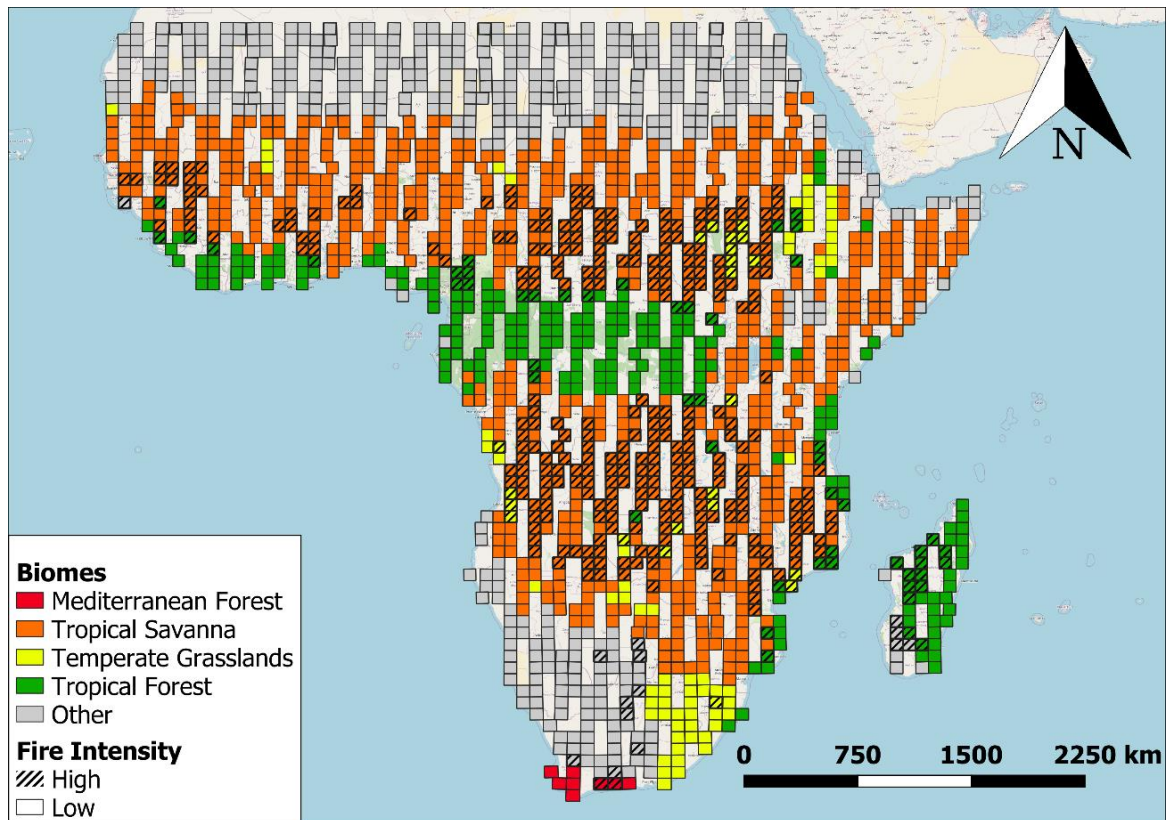 N
Biomes
Mediterranean Forest
Tropical Savanna
Temperate Grasslands
Tropical Forest
Other
Fire Intensity
High
Low
0 750 1500 2250 km